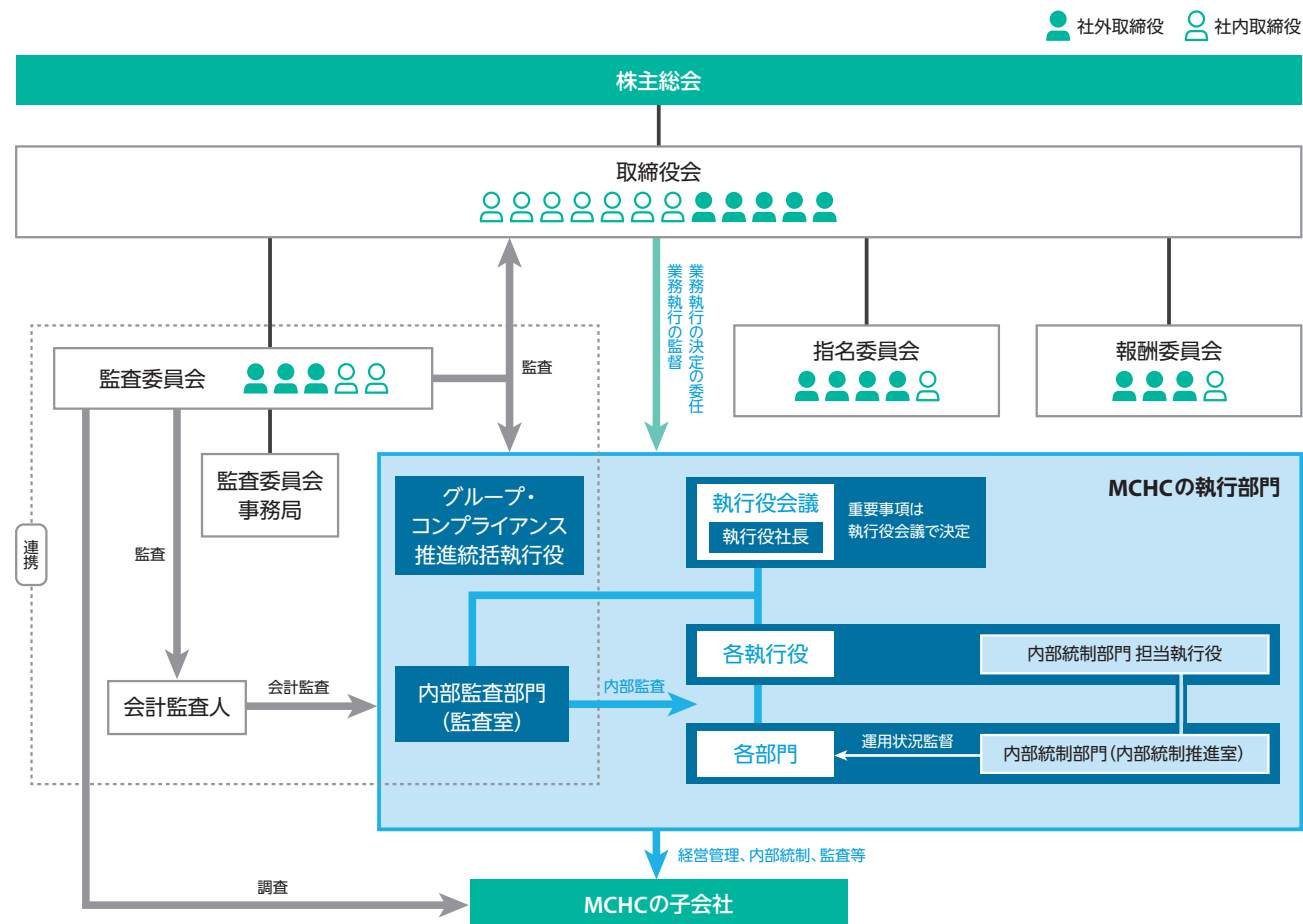 社外取締役
社内取締役
株主総会
取締役会
業務執行の決定の委任
業務執行の監督
監査
監査委員会
指名委員会
報酬委員会
監査委員会
事務局
連携
監査
MCHCの執行部門
グループ・
コンプライアンス
推進統括執行役
執行役会議
執行役社長
重要事項は
執行役会議で決定
各執行役
内部統制部門 担当執行役
会計監査人
会計監査
内部監査部門
（監査室）
内部監査
各部門
運用状況監督
内部統制部門（内部統制推進室）
経営管理、内部統制、監査等
調査
MCHCの子会社